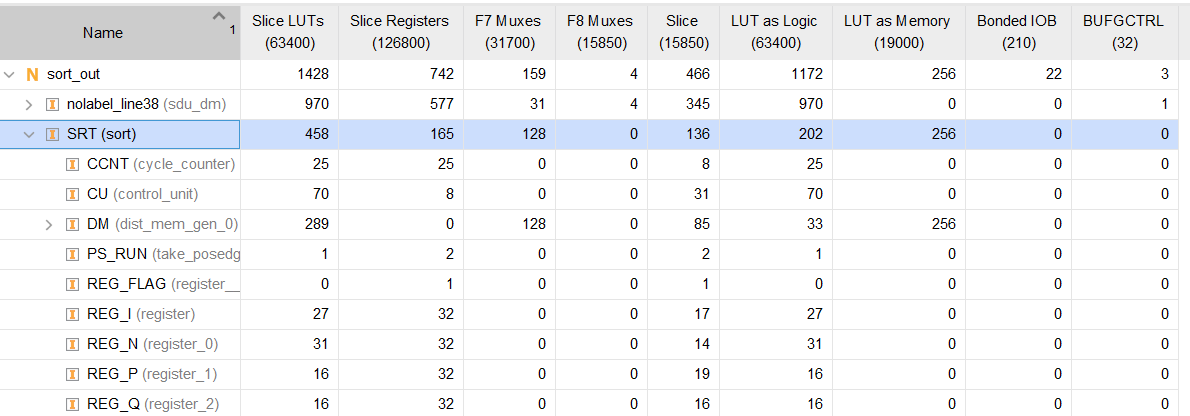 Name 1 Slice LUTs (63400) Slice Registers (126800) F7 Muxes (31700) F8 Muxes (15850) Slice (15850) LUT as Logic (63400) LUT as Memory (19000) Bonded IOB (210) BUFGCTRL (32)
N sort_out 1428 742 159 4 466 1172 256 22 3
I nolabel_line38 (sdu_dm) 970 577 31 4 345 970 0 0 1
I SRT (sort) 458 165 128 0 136 202 256 0 0
I CCNT (cycle_counter) 25 25 0 0 8 25 0 0 0
I CU (control_unit) 70 8 0 0 31 70 0 0 0
I DM (dist_mem_gen_0) 289 0 128 0 85 33 256 0 0
I PS_RUN (take_posedg 1 2 0 0 2 1 0 0 0
I REG_FLAG (register__ 0 1 0 0 1 0 0 0 0
I REG_I (register) 27 32 0 0 17 27 0 0 0
I REG_N (register_0) 31 32 0 0 14 31 0 0 0
I REG_P (register_1) 16 32 0 0 19 16 0 0 0
I REG_Q (register_2) 16 32 0 0 16 16 0 0 0